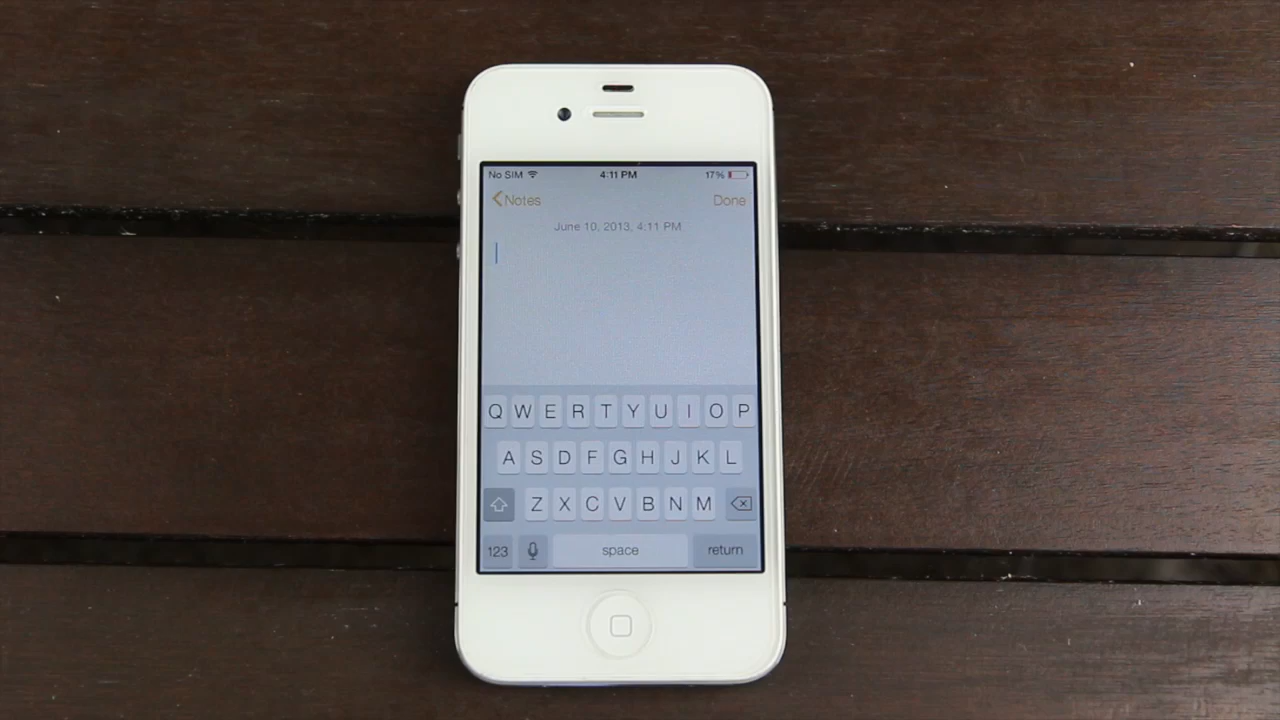 No SIM 4:11 PM 17%
Notes Done
June 10, 2013, 4:11 PM
Q W E R T Y U I O P
A S D F G H J K L
Z X C V B N M
123 space return